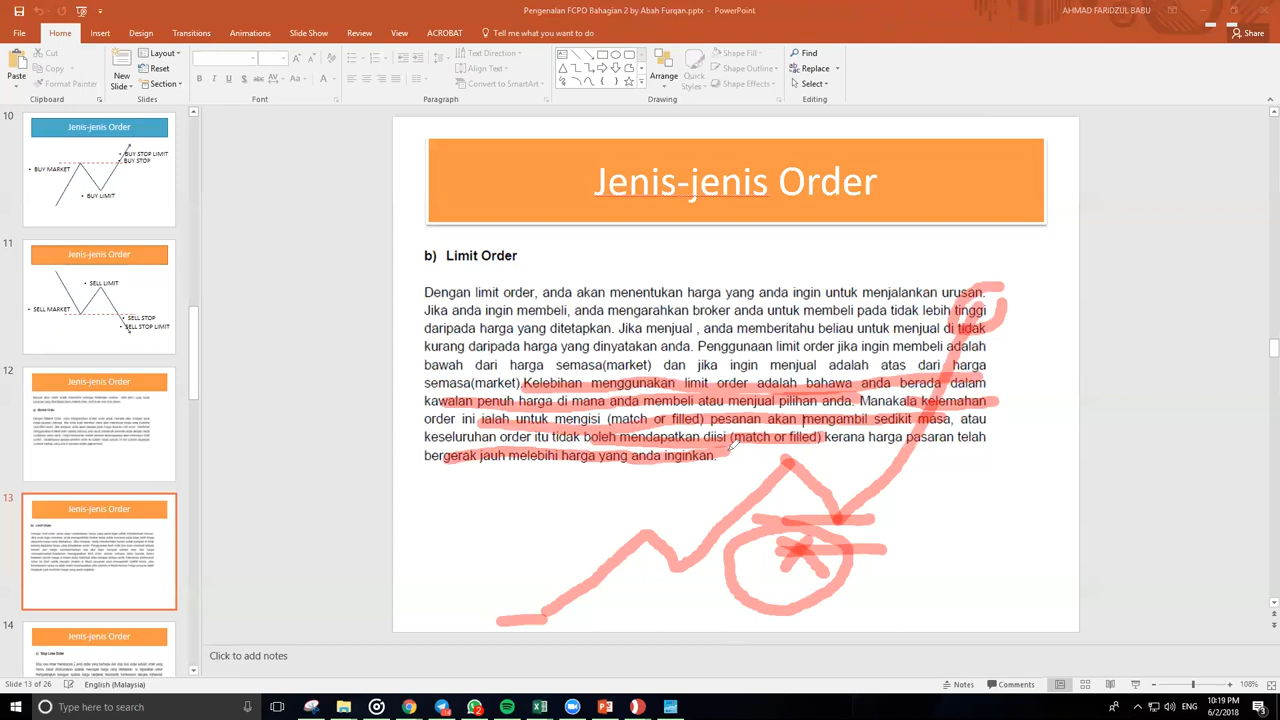 Pengenalan FCPO Bahagian 2 by Abah Furqan.pptx - PowerPoint
AHMAD FARIDZUL BABU
File Home Insert Design Transitions Animations Slide Show Review View ACROBAT Tell me what you want to do
Share
Paste
Cut
Copy
Format Painter
Clipboard
New
Slide
Layout
Reset
Section
Slides
Font
Text Direction
Align Text
Convert to SmartArt
Paragraph
Arrange
Quick
Styles
Shape Fill
Shape Outline
Shape Effects
Drawing
Find
Replace
Select
Editing
10
Jenis-jenis Order
• BUY STOP LIMIT
• BUY STOP
• BUY MARKET
• BUY LIMIT
11
Jenis-jenis Order
• SELL LIMIT
• SELL MARKET
• SELL STOP
• SELL STOP LIMIT
12
Jenis-jenis Order
13
Jenis-jenis Order
14
Jenis-jenis Order
Jenis-jenis Order
b) Limit Order
Dengan limit order, anda akan menentukan harga yang anda ingin untuk menjalankan urusan.
Jika anda ingin membeli, anda mengarahkan broker anda untuk membeli pada tidak lebih tinggi
daripada harga yang ditetapkan. Jika menjual , anda memberitahu beliau untuk menjual di tidak
kurang daripada harga yang dinyatakan anda. Penggunaan limit order jika ingin membeli adalah
bawah dari harga semasa(market) dan jika ingin menjual adalah atas dari harga
semasa(market).Kelebihan menggunakan limit order adalah bahawa anda berada dalam
kawalan penuh harga di mana anda membeli atau menjual pilihan anda. Manakala kelemahan
order ini ialah untuk mengisi (match or filled) pesanan anda boleh mengambil sedikit masa, atau
keseluruhan order itu tidak boleh mendapatkan diisi (match or filled) kerana harga pasaran telah
bergerak jauh melebihi harga yang anda inginkan.
Click to add notes
Slide 13 of 26 English (Malaysia)
Notes Comments 108%
Type here to search
ENG
10:19 PM
6/2/2018